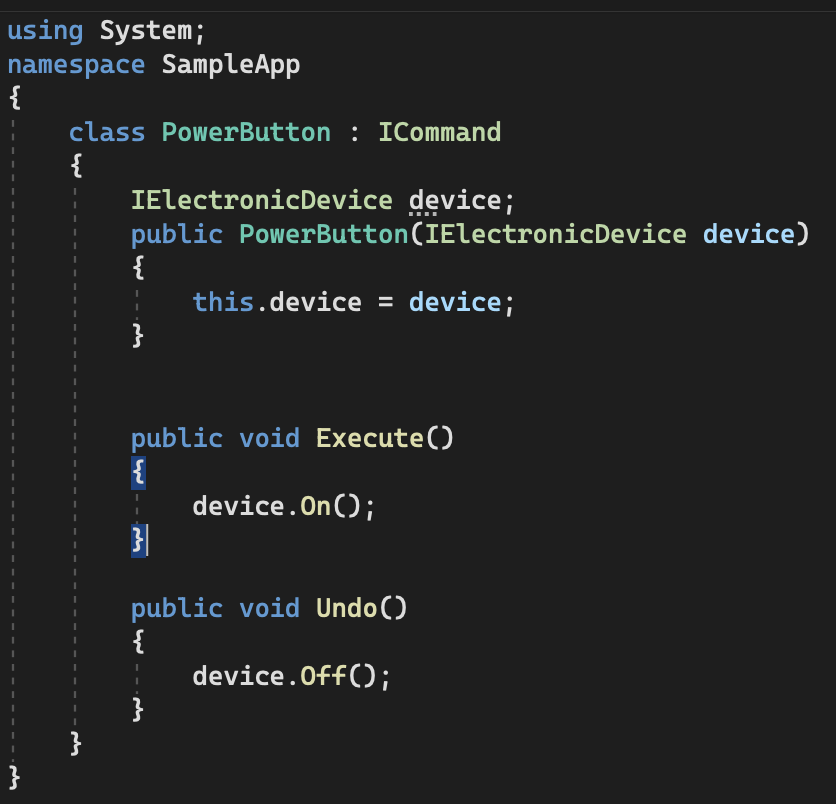 using System;
namespace SampleApp
{
    class PowerButton : ICommand
    {
        IElectronicDevice device;
        public PowerButton(IElectronicDevice device)
        {
            this.device = device;
        }

        public void Execute()
        {
            device.On();
        }

        public void Undo()
        {
            device.Off();
        }
    }
}